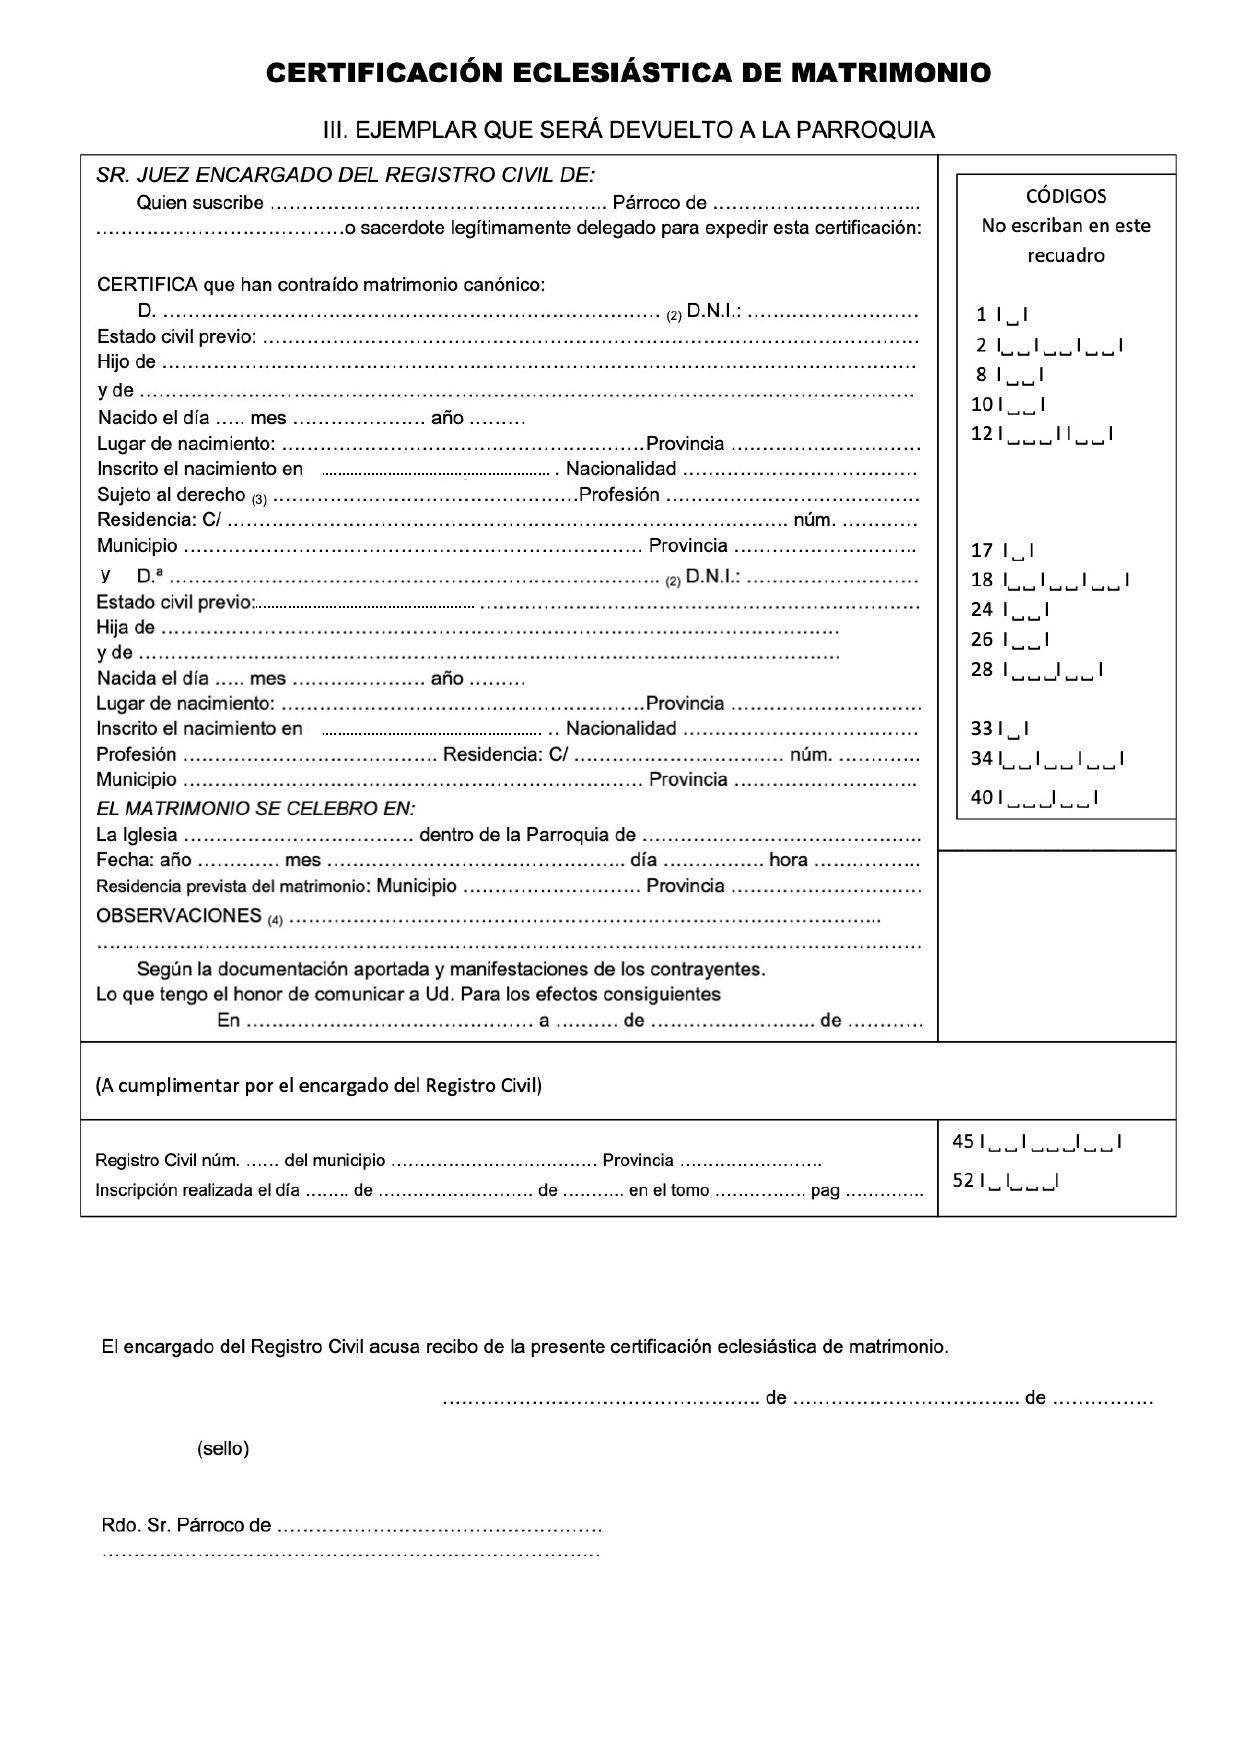 CERTIFICACIÓN ECLESIÁSTICA DE MATRIMONIO
III. EJEMPLAR QUE SERÁ DEVUELTO A LA PARROQUIA
SR. JUEZ ENCARGADO DEL REGISTRO CIVIL DE:
Quien suscribe ………………………………………….. Párroco de …………………………..
………………………………o sacerdote legítimamente delegado para expedir esta certificación:
CERTIFICA que han contraído matrimonio canónico:
D. …………………………………………………………… (2) D.N.I.: ……………………
Estado civil previo: ……………………………………………………………………………
Hijo de ……………………………………………………………………………………
y de ……………………………………………………………………………………
Nacido el día ….. mes ………………… año ………
Lugar de nacimiento: ………………………………………….Provincia …………………………
Inscrito el nacimiento en ………………………………… . Nacionalidad ……………………………
Sujeto al derecho (3) …………………………………….Profesión ……………………………
Residencia: C/ …………………………………………………………………… núm. …………
Municipio ……………………………………………………… Provincia ………………………..
y D.ª …………………………………………………………… (2) D.N.I.: ……………………
Estado civil previo:………………………………… ……………………………………………
Hija de ……………………………………………………………………………………
y de ……………………………………………………………………………………
Nacida el día ….. mes ………………… año ………
Lugar de nacimiento: ………………………………………….Provincia …………………………
Inscrito el nacimiento en ………………………………… .. Nacionalidad ……………………………
Profesión ………………………………… Residencia: C/ …………………………… núm. ………….
Municipio ……………………………………………………… Provincia ………………………..
EL MATRIMONIO SE CELEBRO EN:
La Iglesia ……………………………… dentro de la Parroquia de …………………………………
Fecha: año ………… mes ……………………………………… día …………… hora ……………..
Residencia prevista del matrimonio: Municipio ……………………… Provincia …………………………
OBSERVACIONES (4) ………………………………………………………………………………..
……………………………………………………………………………………………………
Según la documentación aportada y manifestaciones de los contrayentes.
Lo que tengo el honor de comunicar a Ud. Para los efectos consiguientes
En ……………………………………… a ………. de …………………….. de …………
CÓDIGOS
No escriban en este
recuadro
1 I ⎵ I
2 I⎵⎵I⎵⎵I⎵⎵I
8 I⎵⎵I
10 I⎵⎵I
12 I⎵⎵⎵I I⎵⎵I
17 I⎵I
18 I⎵⎵I⎵⎵I⎵⎵I
24 I⎵⎵I
26 I⎵⎵I
28 I⎵⎵⎵I⎵⎵I
33 I⎵I
34 I⎵⎵I⎵⎵I⎵⎵I
40 I⎵⎵⎵I⎵⎵I
(A cumplimentar por el encargado del Registro Civil)
Registro Civil núm. …… del municipio ……………………………. Provincia …………………….
Inscripción realizada el día …….. de ……………………… de ……….. en el tomo ……………. pag ………….
45 I⎵⎵I⎵⎵⎵I⎵⎵I
52 I⎵I⎵⎵⎵I
El encargado del Registro Civil acusa recibo de la presente certificación eclesiástica de matrimonio.
………………………………………….. de …………………………….. de …………….
(sello)
Rdo. Sr. Párroco de ……………………………………………
……………………………………………………………………